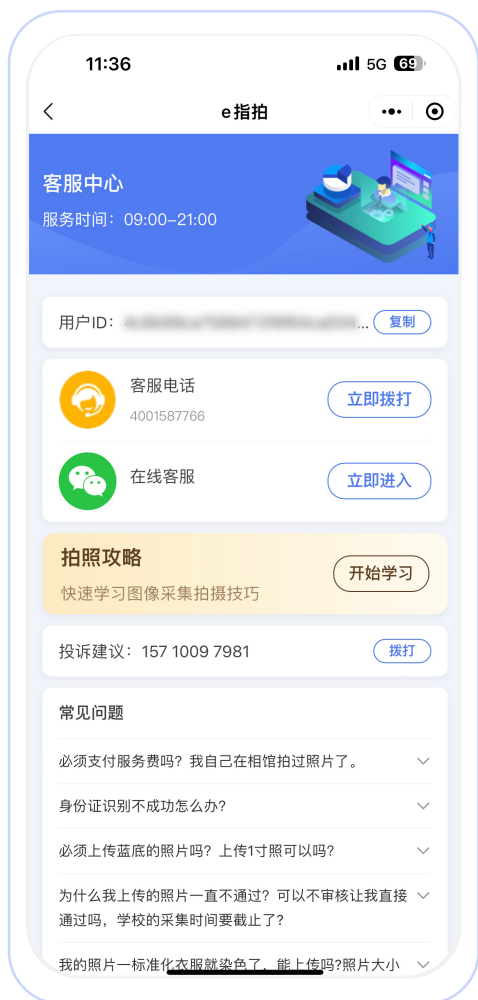 11:36
5G 69
e指拍
客服中心
服务时间：09:00-21:00
用户ID：
... 复制
客服电话
4001587766
立即拨打
在线客服
立即进入
拍照攻略
快速学习图像采集拍摄技巧
开始学习
投诉建议：157 1009 7981
拨打
常见问题
必须支付服务费吗？我自己在相馆拍过照片了。
身份证识别不成功怎么办?
必须上传蓝底的照片吗？上传1寸照可以吗?
为什么我上传的照片一直不通过？可以不审核让我直接
通过吗，学校的采集时间要截止了?
我的照片一标准化衣服就染色了，能上传吗?照片大小